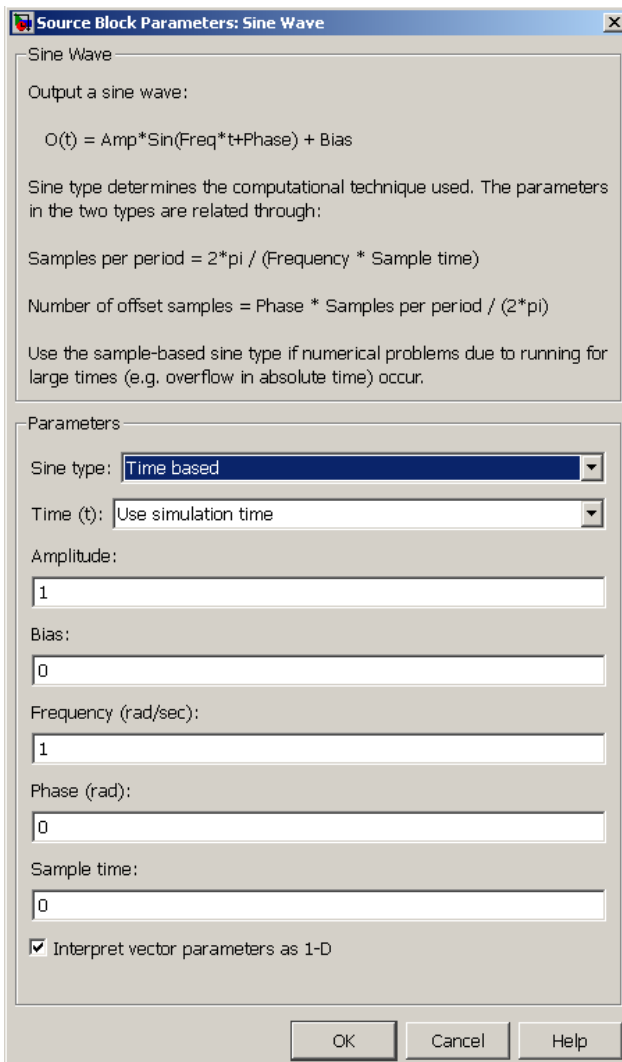 Source Block Parameters: Sine Wave
Sine Wave
Output a sine wave:
O(t) = Amp*Sin(Freq*t+Phase) + Bias
Sine type determines the computational technique used. The parameters
in the two types are related through:
Samples per period = 2*pi / (Frequency * Sample time)
Number of offset samples = Phase * Samples per period / (2*pi)
Use the sample-based sine type if numerical problems due to running for
large times (e.g. overflow in absolute time) occur.
Parameters
Sine type: Time based
Time (t): Use simulation time
Amplitude:
1
Bias:
0
Frequency (rad/sec):
1
Phase (rad):
0
Sample time:
0
Interpret vector parameters as 1-D
OK Cancel Help